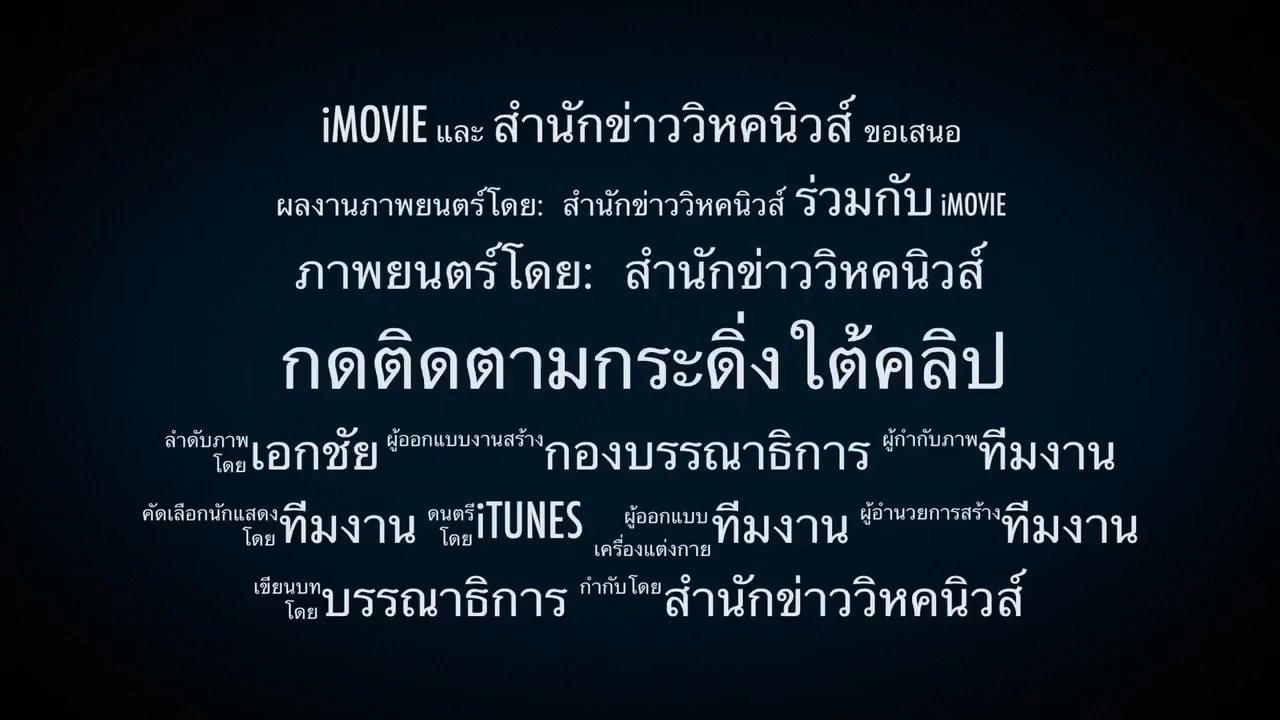 iMOVIE และ สำนักข่าววิหคนิวส์ ขอเสนอ
ผลงานภาพยนตร์โดย: สำนักข่าววิหคนิวส์ ร่วมกับ iMOVIE
ภาพยนตร์โดย: สำนักข่าววิหคนิวส์
กดติดตามกระดิ่ง ใต้คลิป
ลำดับภาพโดย เอกชัย ผู้ออกแบบงานสร้าง กองบรรณาธิการ ผู้กำกับภาพ ทีมงาน
คัดเลือกนักแสดงโดย ทีมงาน ดนตรีโดย iTUNES ผู้ออกแบบเครื่องแต่งกาย ทีมงาน ผู้อำนวยการสร้าง ทีมงาน
เขียนบทโดย บรรณาธิการ กำกับโดย สำนักข่าววิหคนิวส์